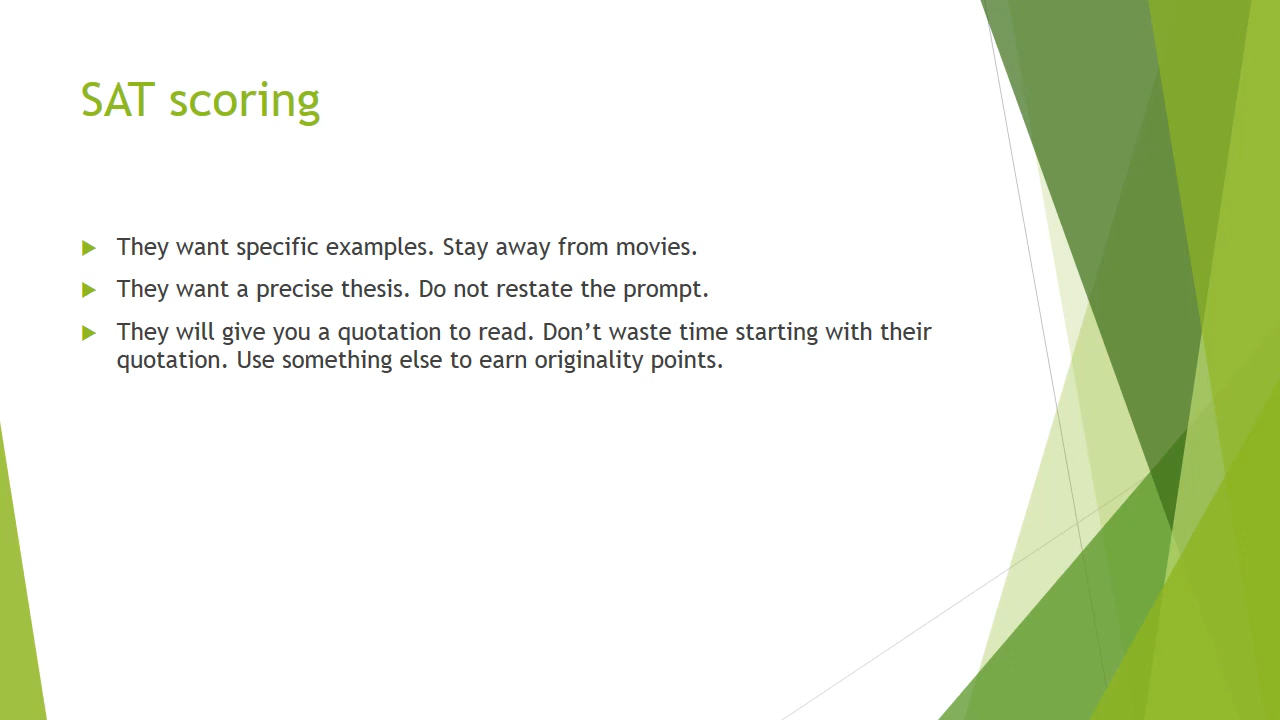 SAT scoring
They want specific examples. Stay away from movies.
They want a precise thesis. Do not restate the prompt.
They will give you a quotation to read. Don’t waste time starting with their
quotation. Use something else to earn originality points.